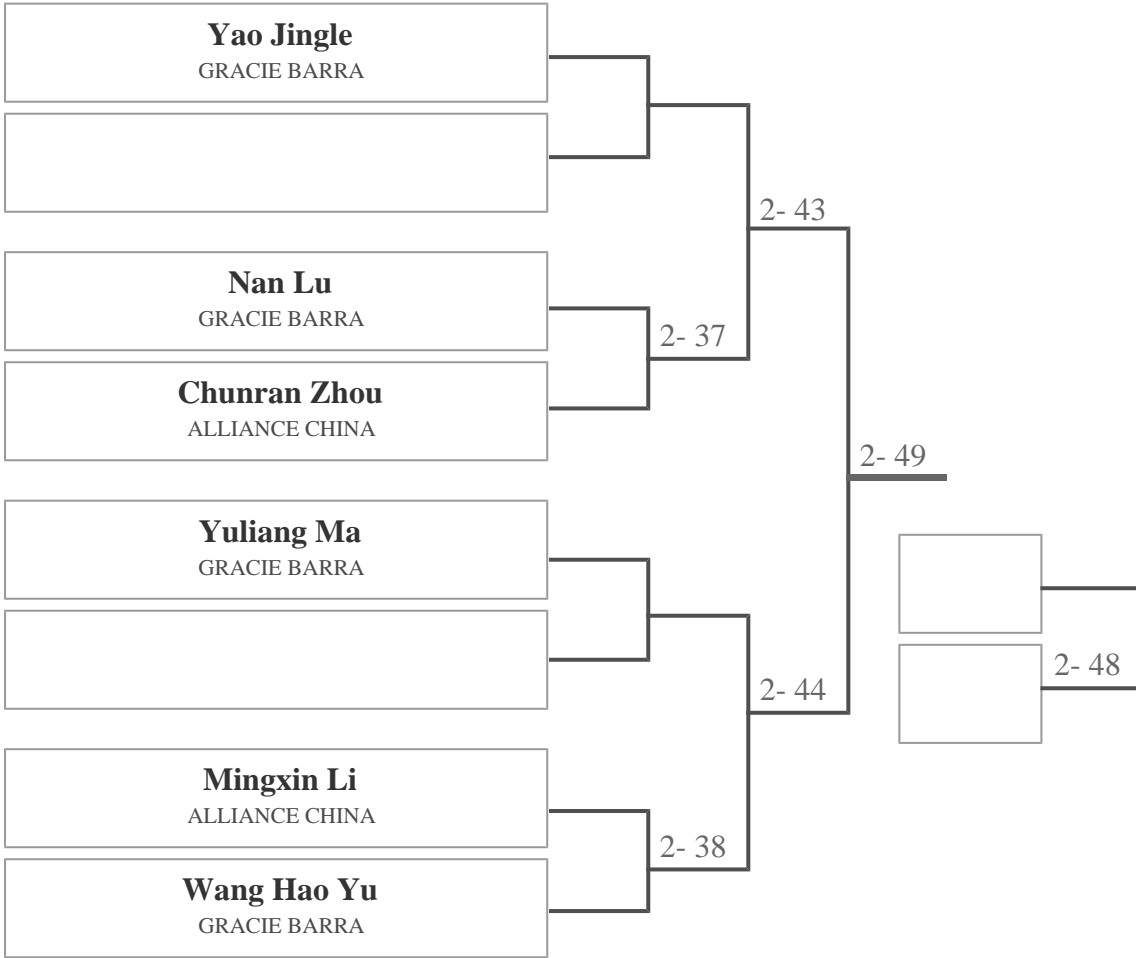 Yao Jingle
GRACIE BARRA
2- 43
Nan Lu
GRACIE BARRA
2- 37
Chunran Zhou
ALLIANCE CHINA
2- 49
Yuliang Ma
GRACIE BARRA
2- 48
2- 44
Mingxin Li
ALLIANCE CHINA
2- 38
Wang Hao Yu
GRACIE BARRA